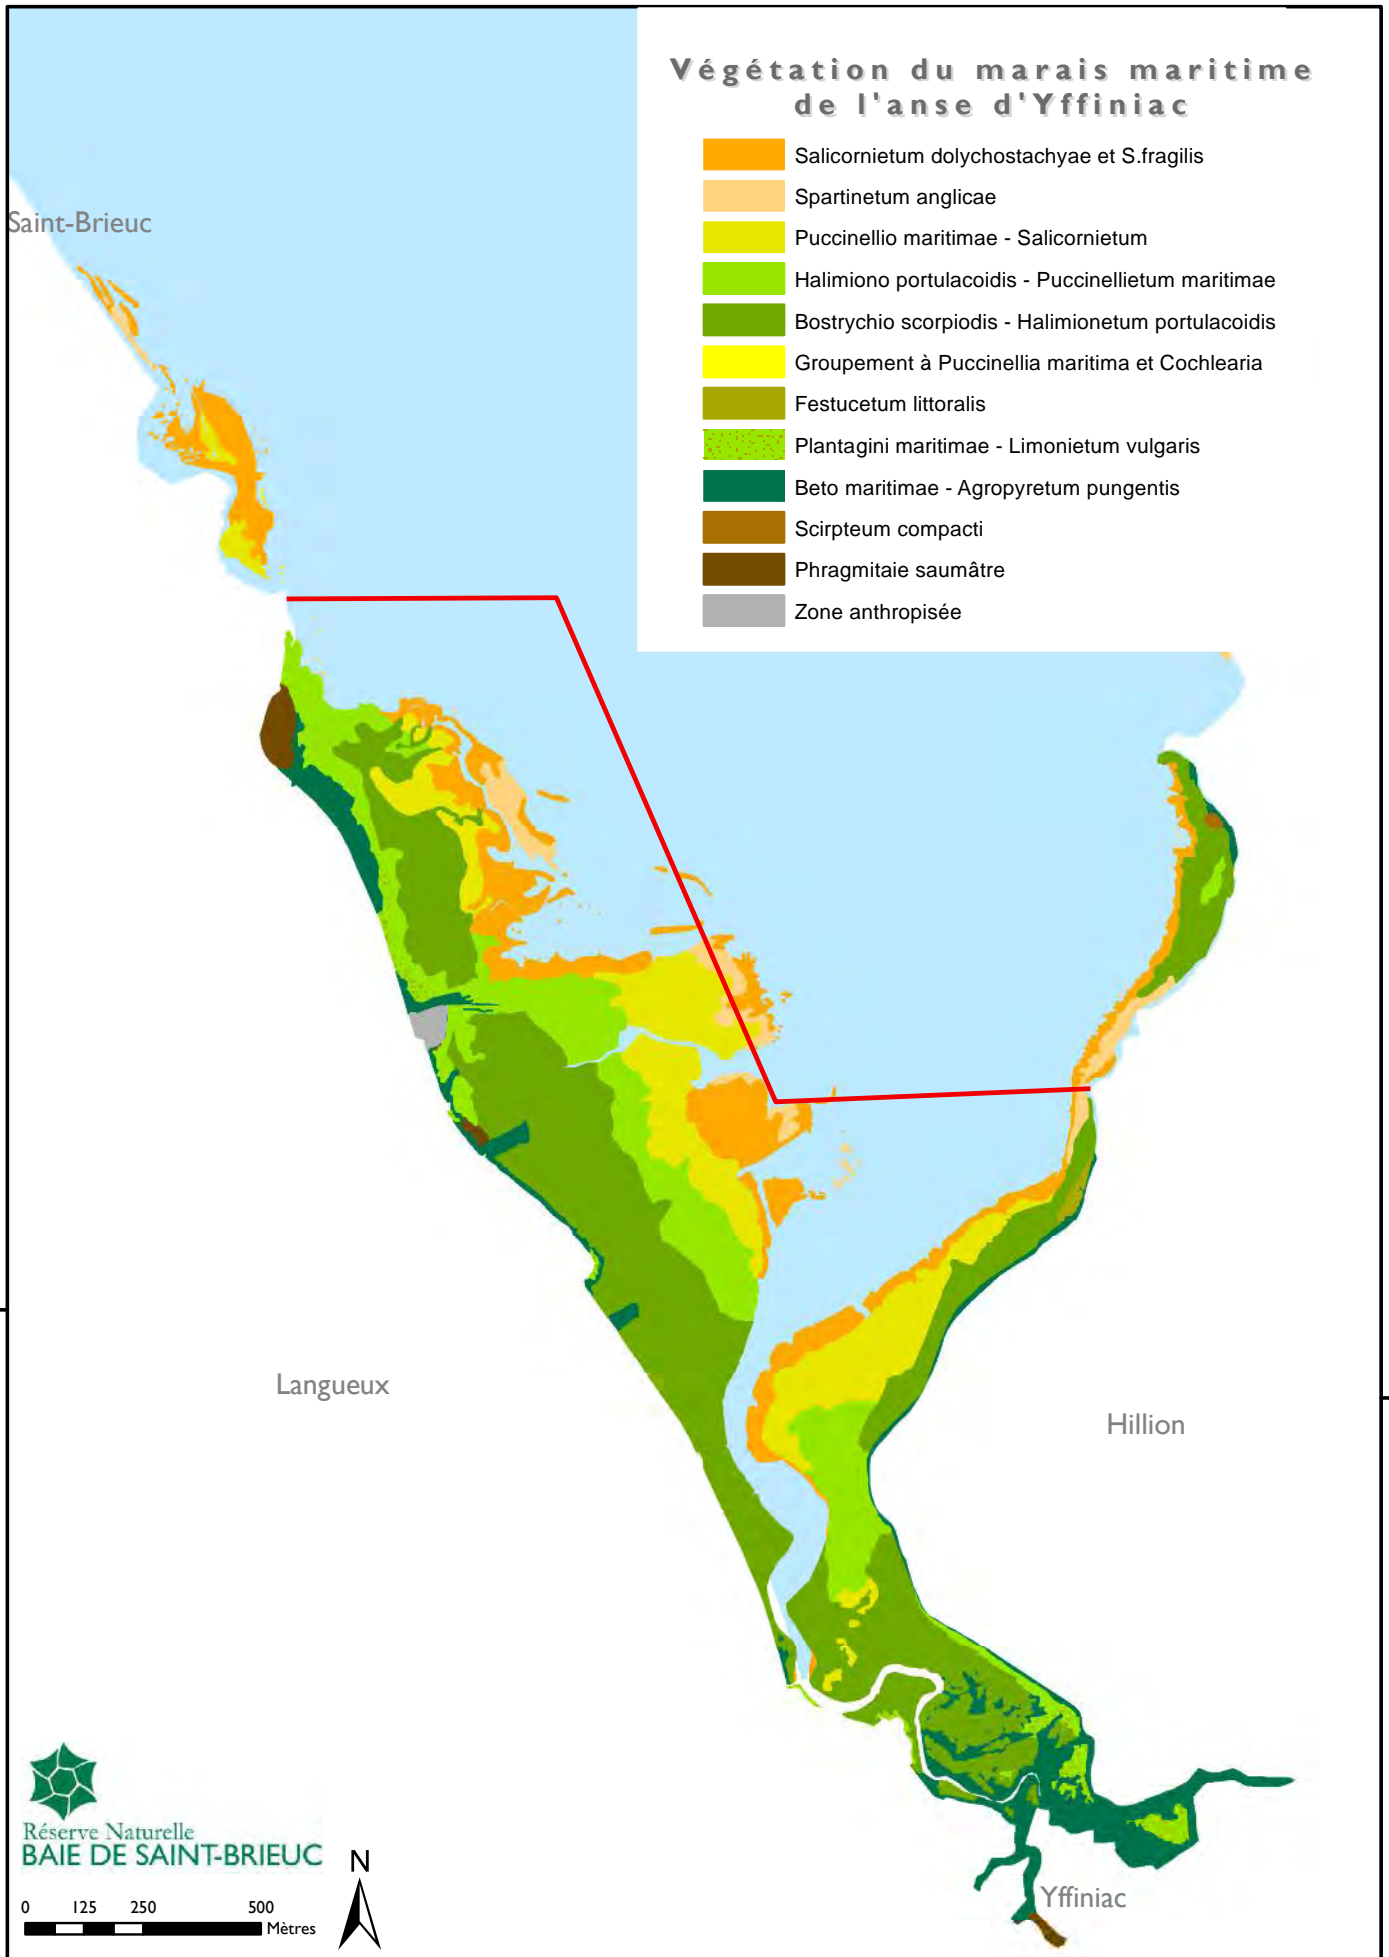 Végétation du marais maritime
de l'anse d'Yffiniac
Salicornietum dolychostachyae et S.fragilis
Spartinetum anglicae
Puccinellio maritimae - Salicornietum
Halimiono portulacoidis - Puccinellietum maritimae
Bostrychio scorpiodis - Halimionetum portulacoidis
Groupement à Puccinellia maritima et Cochlearia
Festucetum littoralis
Plantagini maritimae - Limonietum vulgaris
Beto maritimae - Agropyretum pungentis
Scirpteum compacti
Phragmitaie saumâtre
Zone anthropisée
Saint-Brieuc
Langueux
Hillion
Yffiniac
Réserve Naturelle
BAIE DE SAINT-BRIEUC
N
0 125 250 500
Mètres